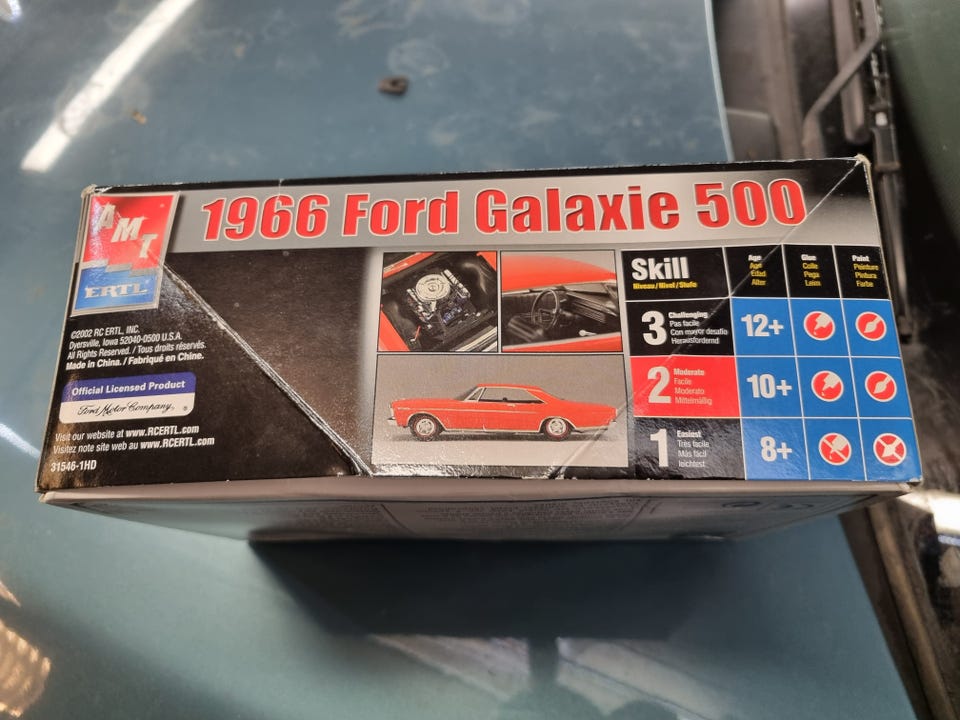 1966 Ford Galaxie 500
AMT
ERTL
©2002 RC ERTL, INC.
Dyersville, Iowa 52040-0500 U.S.A.
All Rights Reserved. / Tous droits réservés.
Made in China. / Fabriqué en Chine.
Official Licensed Product
Ford Motor Company
Visit our website at www.RCERTL.com
Visitez note site web au www.RCERTL.com
31546-1HD
Skill
Niveau/Nivel/Stufe
Age
Age
Edad
Alter
Glue
Colle
Pega
Leim
Paint
Peinture
Pintura
Farbe
3
Challenging
Pas facile
Con mayor desafio
Herausfordernd
12+
2
Moderate
Facile
Moderato
Mittelmäßig
10+
1
Easiest
Très facile
Más fácil
leichtest
8+